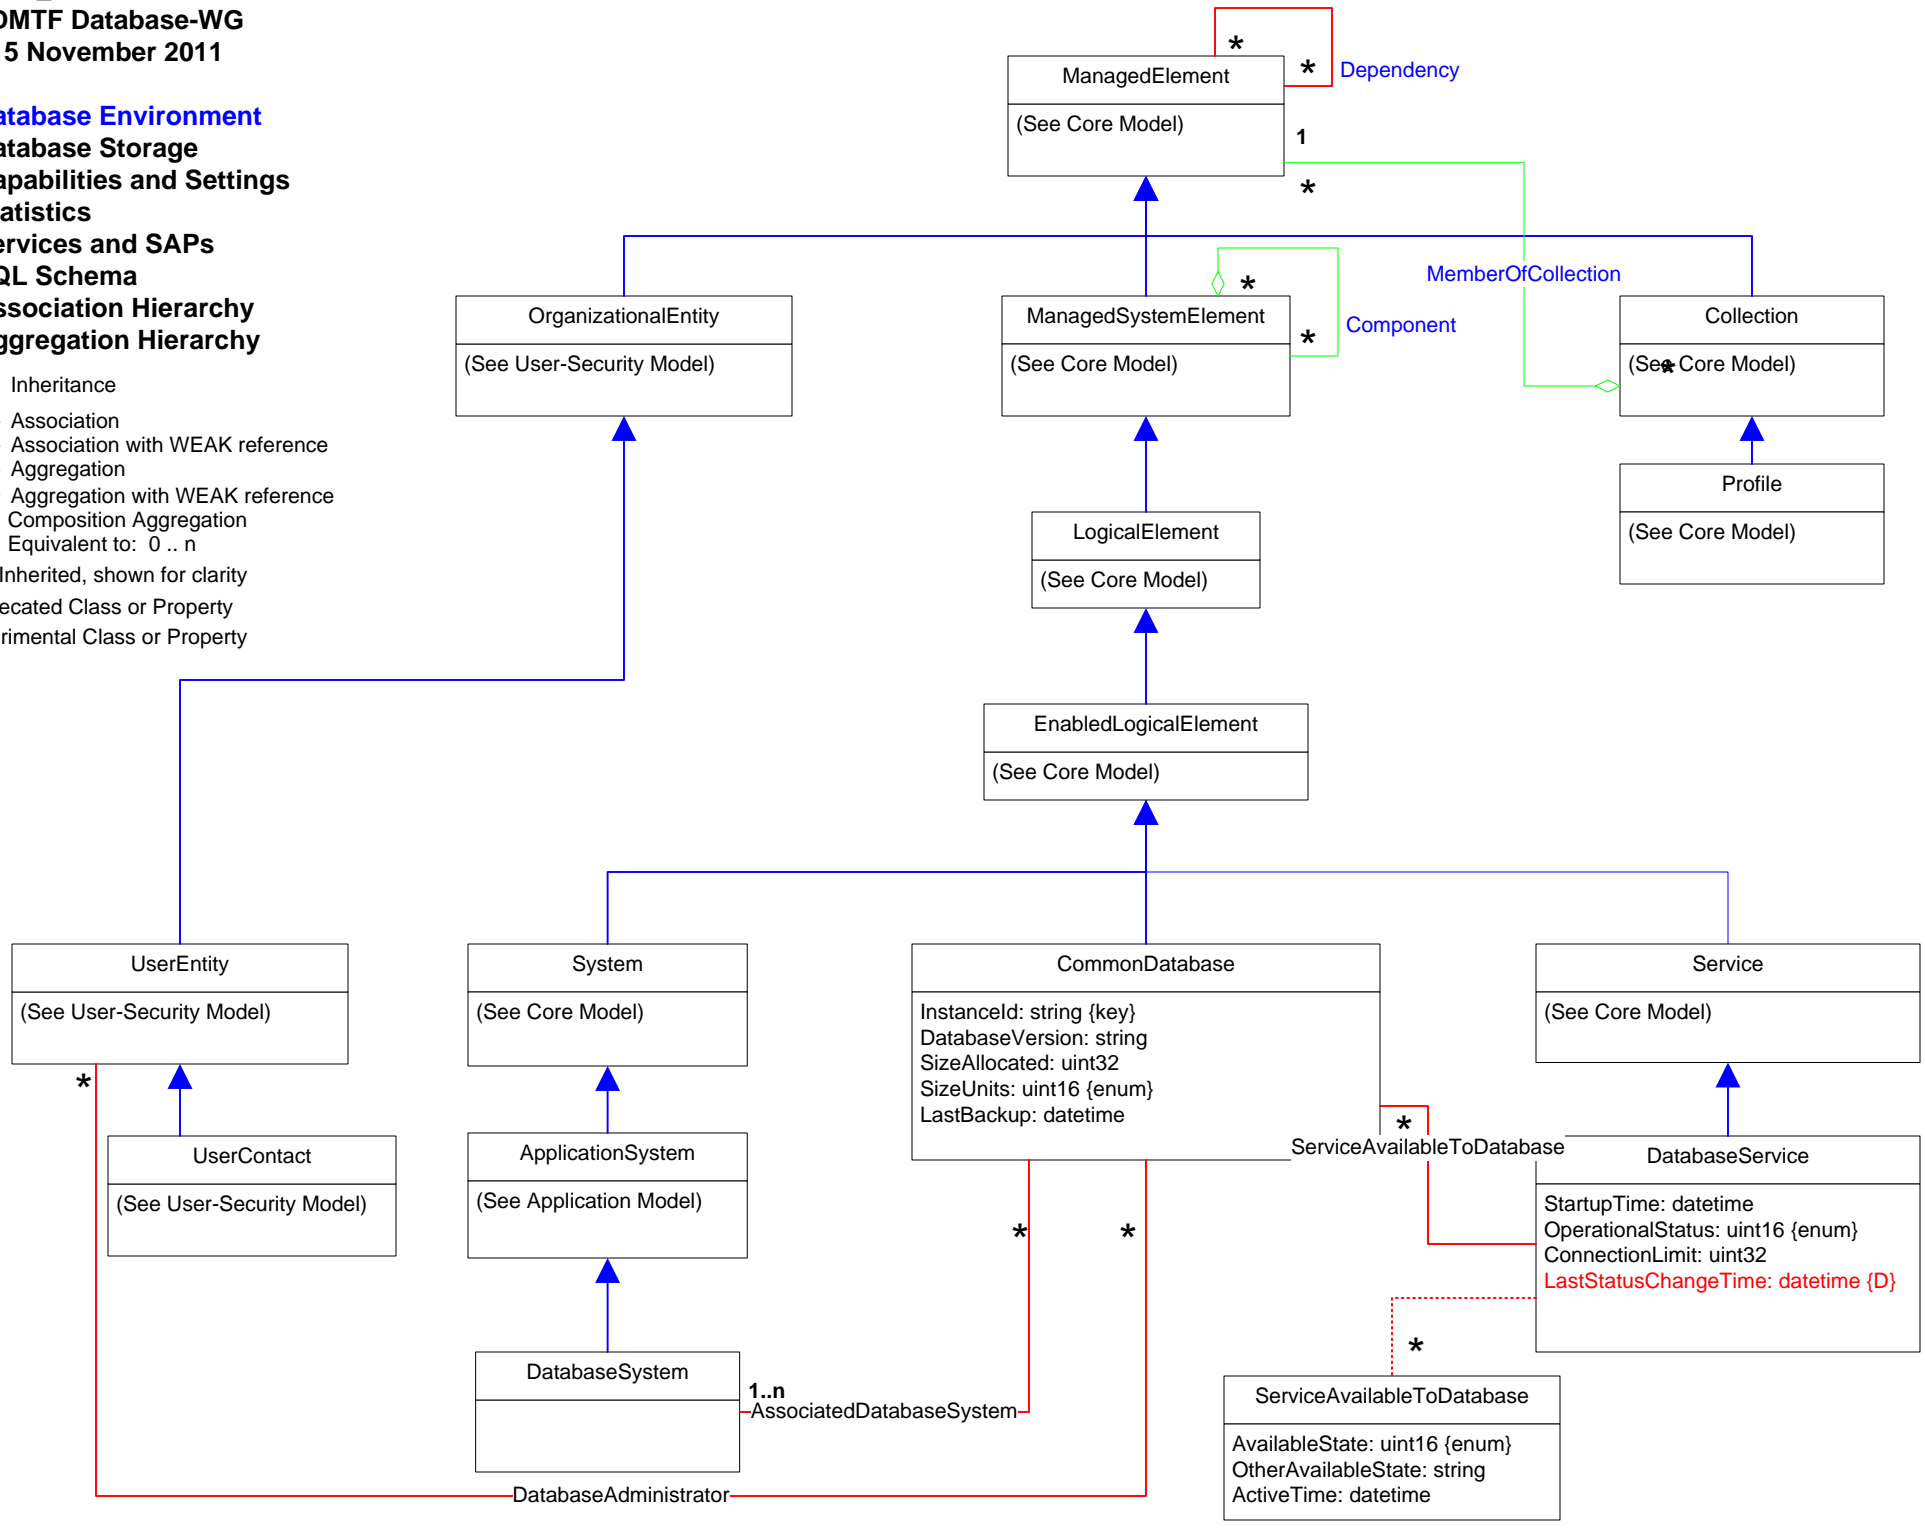 OMTF Database-WG
5 November 2011
atabase Environment
atabase Storage
apabilities and Settings
atistics
ervices and SAPs
QL Schema
ssociation Hierarchy
ggregation Hierarchy
Inheritance
Association
Association with WEAK reference
Aggregation
Aggregation with WEAK reference
Composition Aggregation
Equivalent to: 0 .. n
Inherited, shown for clarity
ecated Class or Property
rimental Class or Property
*
*
Dependency
ManagedElement
(See Core Model)
1
*
MemberOfCollection
OrganizationalEntity
(See User-Security Model)
ManagedSystemElement
(See Core Model)
*
*
Component
Collection
(See Core Model)
*
Profile
(See Core Model)
LogicalElement
(See Core Model)
EnabledLogicalElement
(See Core Model)
UserEntity
(See User-Security Model)
*
System
(See Core Model)
CommonDatabase
InstanceId: string {key}
DatabaseVersion: string
SizeAllocated: uint32
SizeUnits: uint16 {enum}
LastBackup: datetime
Service
(See Core Model)
UserContact
(See User-Security Model)
ApplicationSystem
(See Application Model)
*
*
*
ServiceAvailableToDatabase
DatabaseService
StartupTime: datetime
OperationalStatus: uint16 {enum}
ConnectionLimit: uint32
LastStatusChangeTime: datetime {D}
*
DatabaseSystem
1..n
AssociatedDatabaseSystem
ServiceAvailableToDatabase
AvailableState: uint16 {enum}
OtherAvailableState: string
ActiveTime: datetime
DatabaseAdministrator